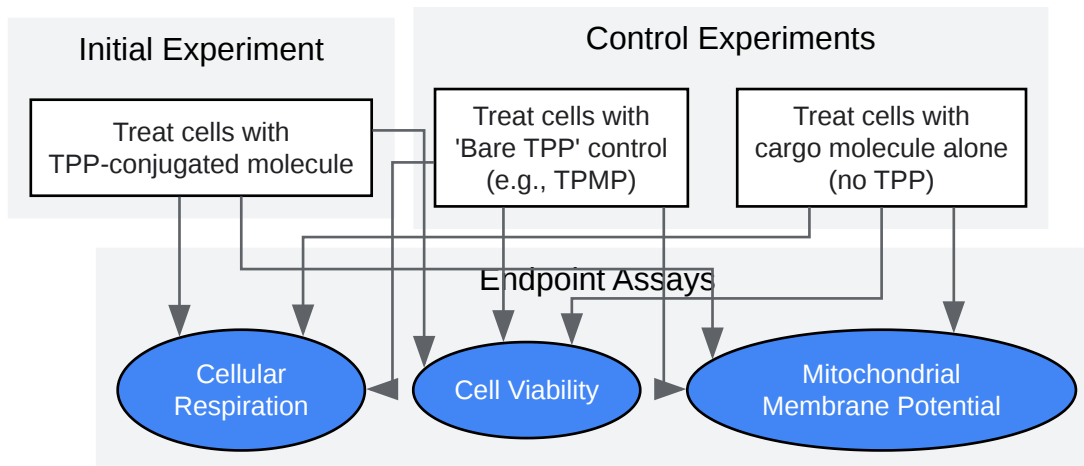 Initial Experiment
Control Experiments
Treat cells with
TPP-conjugated molecule
Treat cells with
'Bare TPP' control
(e.g., TPMP)
Treat cells with
cargo molecule alone
(no TPP)
Endpoint Assays
Cellular
Respiration
Cell Viability
Mitochondrial
Membrane Potential